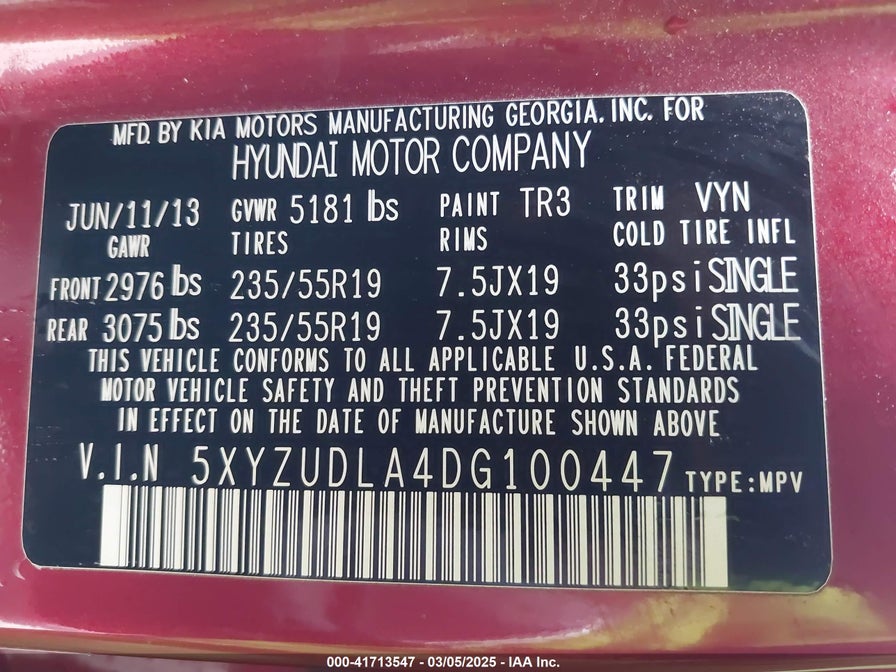 MFD. BY KIA MOTORS MANUFACTURING GEORGIA. INC. FOR
HYUNDAI MOTOR COMPANY
JUN/11/13 GVWR 5181 lbs PAINT TR3 TRIM VYN
GAWR TIRES RIMS COLD TIRE INFL
FRONT 2976 lbs 235/55R19 7.5JX19 33psi SINGLE
REAR 3075 lbs 235/55R19 7.5JX19 33psi SINGLE
THIS VEHICLE CONFORMS TO ALL APPLICABLE U.S.A. FEDERAL
MOTOR VEHICLE SAFETY AND THEFT PREVENTION STANDARDS
IN EFFECT ON THE DATE OF MANUFACTURE SHOWN ABOVE
V.I.N 5XYZUDLA4DG100447 TYPE:MPV
000-41713547 - 03/05/2025 - IAA Inc.